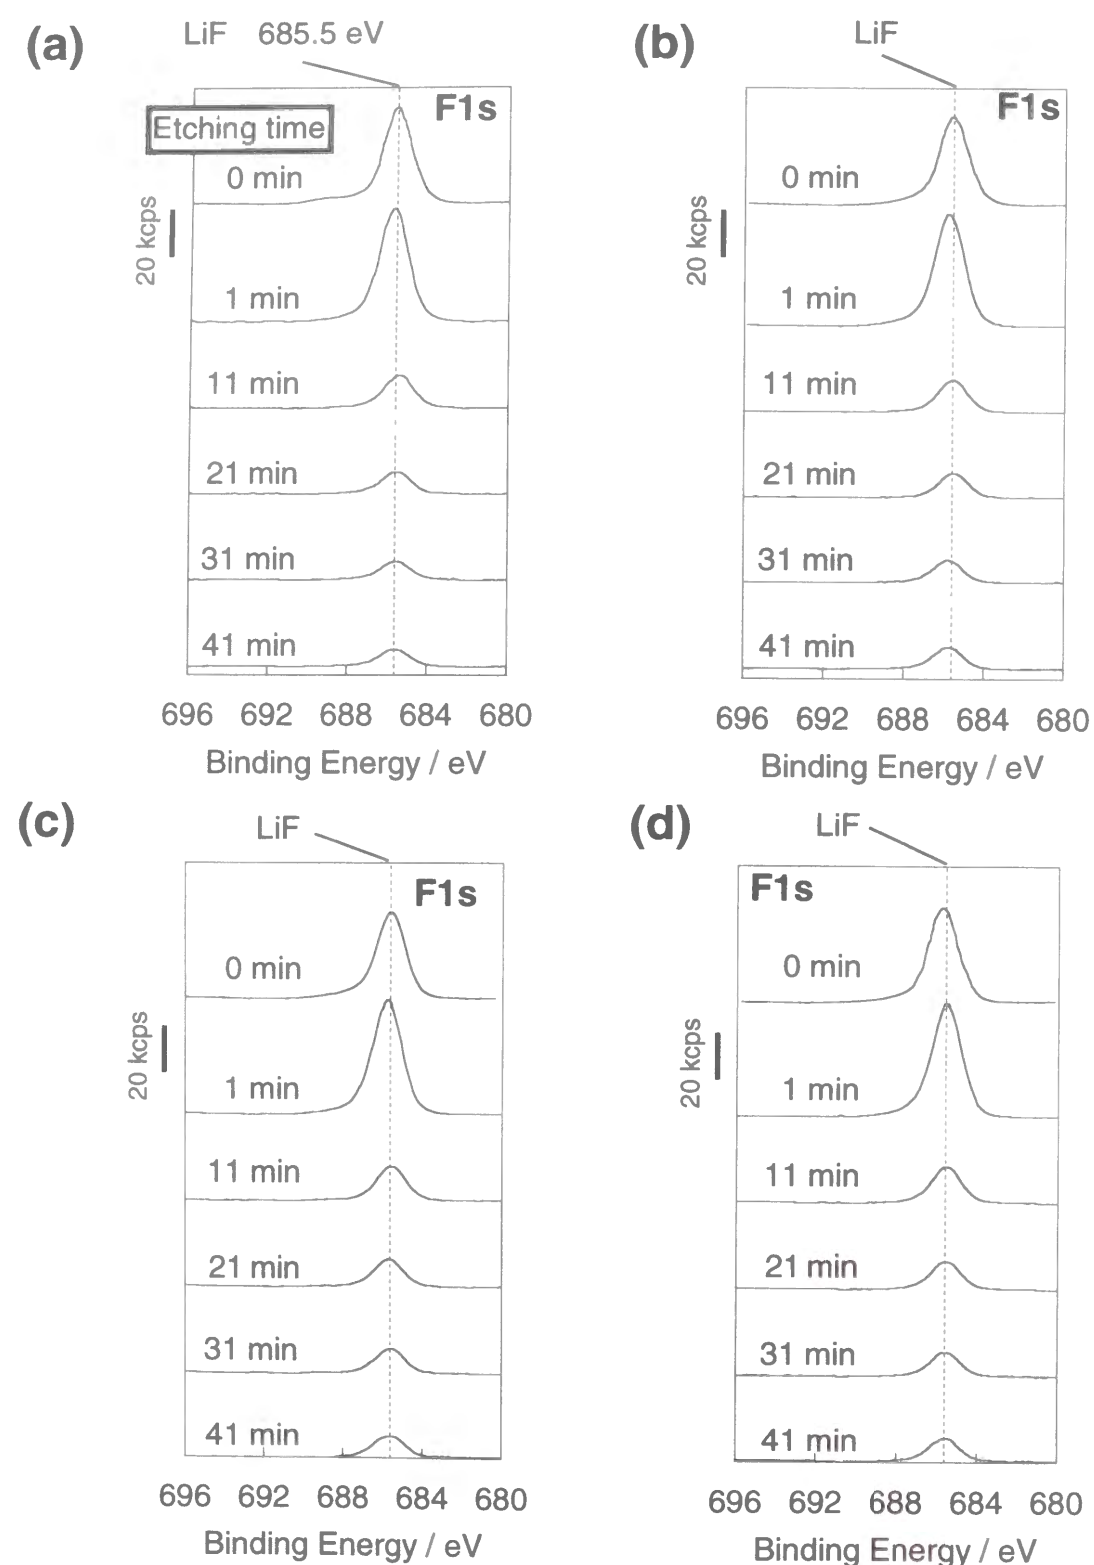 (a)
LiF 685.5 eV
F1s
Etching time
0 min
20 kcps
1 min
11 min
21 min
31 min
41 min
696 692 688 684 680
Binding Energy / eV
(b)
LiF
F1s
0 min
20 kcps
1 min
11 min
21 min
31 min
41 min
696 692 688 684 680
Binding Energy / eV
(c)
LiF
F1s
0 min
20 kcps
1 min
11 min
21 min
31 min
41 min
696 692 688 684 680
Binding Energy / eV
(d)
LiF
F1s
0 min
20 kcps
1 min
11 min
21 min
31 min
41 min
696 692 688 684 680
Binding Energy / eV